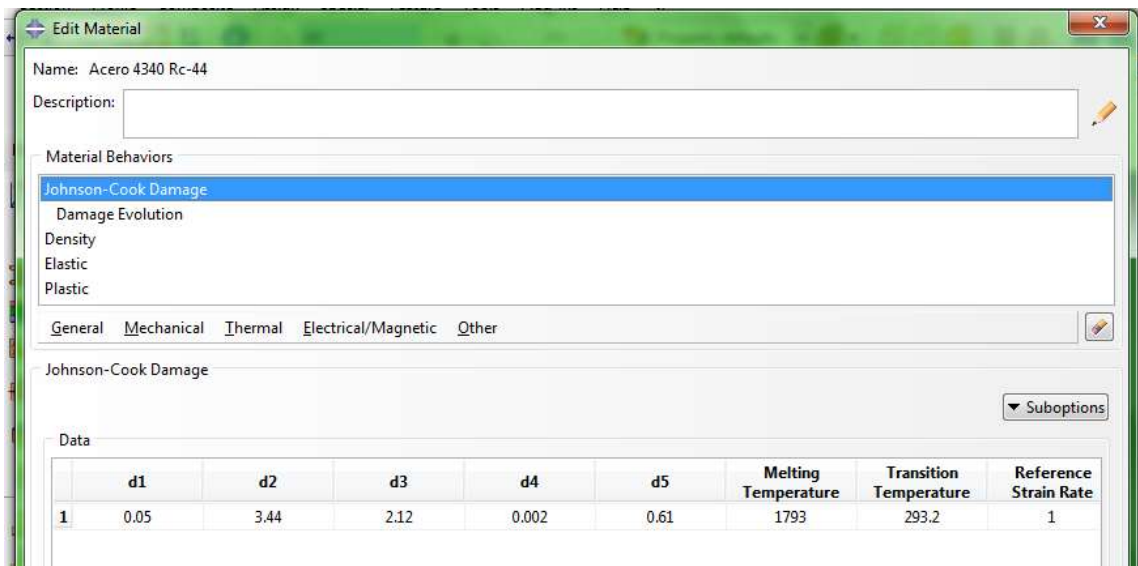 Edit Material
Name: Acero 4340 Rc-44
Description:
Material Behaviors
Johnson-Cook Damage
Damage Evolution
Density
Elastic
Plastic
General Mechanical Thermal Electrical/Magnetic Other
Johnson-Cook Damage
Suboptions
Data
d1 d2 d3 d4 d5 Melting Temperature Transition Temperature Reference Strain Rate
1 0.05 3.44 2.12 0.002 0.61 1793 293.2 1